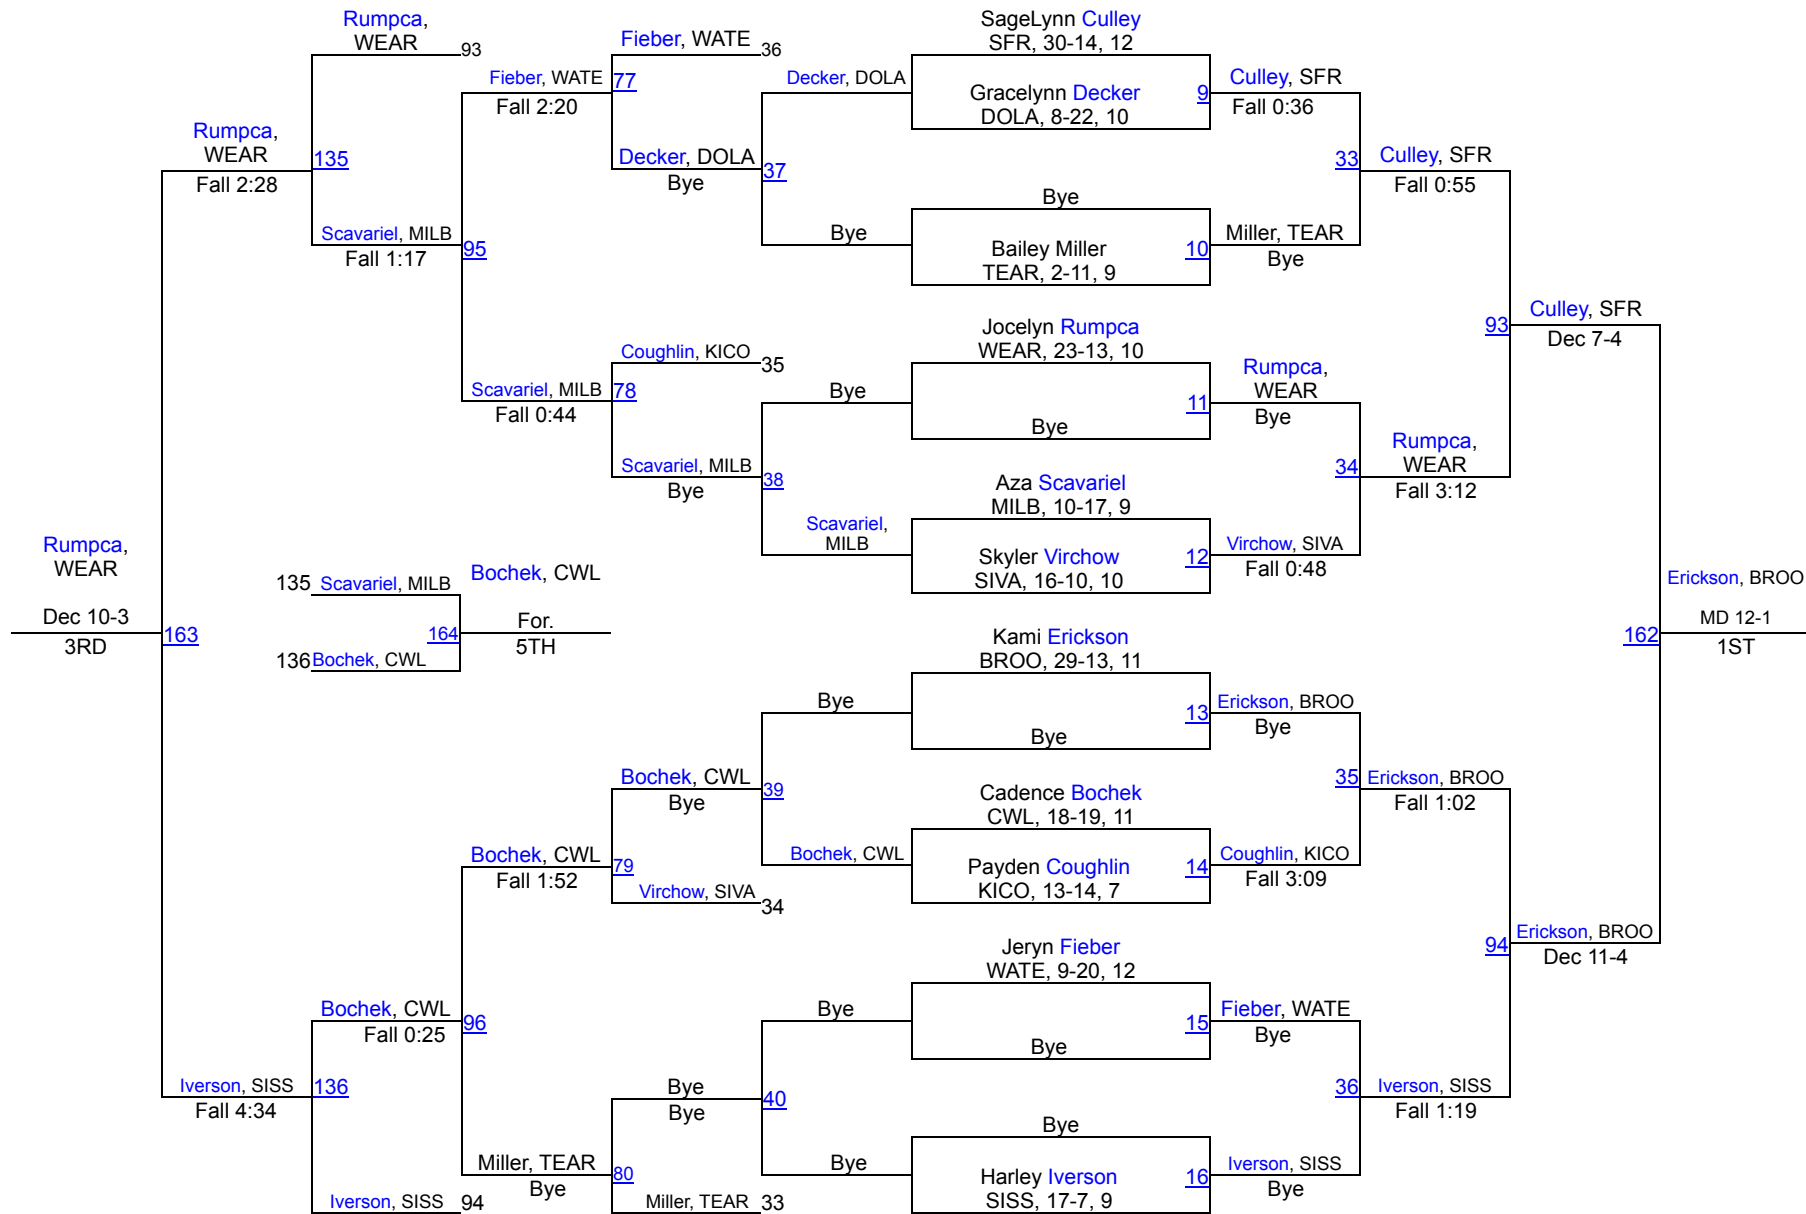 Rumpca,
WEAR
93
Fieber, WATE
36
SageLynn Culley
SFR, 30-14, 12
Fieber, WATE
77
Decker, DOLA
Culley, SFR
Fall 2:20
Gracelynn Decker
9
Fall 0:36
DOLA, 8-22, 10
Rumpca,
WEAR
135
Decker, DOLA
37
33
Culley, SFR
Fall 2:28
Bye
Fall 0:55
Bye
Scavariel, MILB
95
Bye
Miller, TEAR
Fall 1:17
Bailey Miller
10
Bye
TEAR, 2-11, 9
Culley, SFR
93
Dec 7-4
Jocelyn Rumpca
WEAR, 23-13, 10
Coughlin, KICO
35
Rumpca,
WEAR
Scavariel, MILB
78
Bye
11
Bye
Fall 0:44
Bye
Rumpca,
WEAR
Scavariel, MILB
38
34
Bye
Fall 3:12
Aza Scavariel
MILB, 10-17, 9
Scavariel,
MILB
Virchow, SIVA
Skyler Virchow
12
Fall 0:48
SIVA, 16-10, 10
Rumpca,
WEAR
135
Scavariel, MILB
Bochek, CWL
Erickson, BROO
Dec 10-3
163
164
For.
162
MD 12-1
3RD
5TH
1ST
136
Bochek, CWL
Kami Erickson
BROO, 29-13, 11
Bye
Erickson, BROO
13
Bye
Bye
Bochek, CWL
39
35
Erickson, BROO
Bye
Fall 1:02
Cadence Bochek
CWL, 18-19, 11
Bochek, CWL
79
Bochek, CWL
Coughlin, KICO
Fall 1:52
Payden Coughlin
14
Fall 3:09
KICO, 13-14, 7
Virchow, SIVA
34
94
Erickson, BROO
Dec 11-4
Jeryn Fieber
WATE, 9-20, 12
Bochek, CWL
96
Bye
Fieber, WATE
Fall 0:25
15
Bye
Bye
Iverson, SISS
136
Bye
40
36
Iverson, SISS
Fall 4:34
Bye
Fall 1:19
Bye
Miller, TEAR
80
Bye
Iverson, SISS
Bye
Harley Iverson
16
Bye
SISS, 17-7, 9
Iverson, SISS
94
Miller, TEAR
33